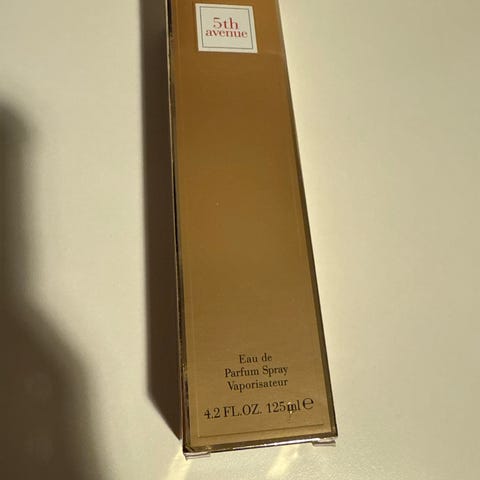 5th
avenue
Eau de
Parfum Spray
Vaporisateur
4.2 FL.OZ. 125ml ℮